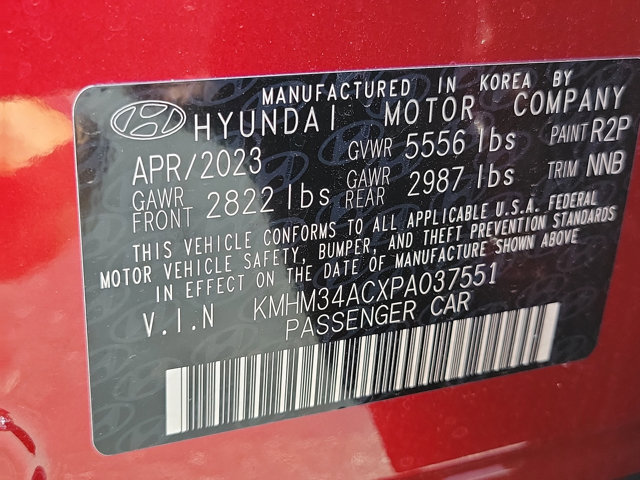 MANUFACTURED IN KOREA BY
HYUNDAI MOTOR COMPANY
APR/2023 GVWR 5556 lbs PAINT R2P
GAWR FRONT 2822 lbs GAWR REAR 2987 lbs TRIM NNB
THIS VEHICLE CONFORMS TO ALL APPLICABLE U.S.A. FEDERAL
MOTOR VEHICLE SAFETY, BUMPER, AND THEFT PREVENTION STANDARDS
IN EFFECT ON THE DATE OF MANUFACTURE SHOWN ABOVE
V.I.N KMHM34ACXPA037551
PASSENGER CAR